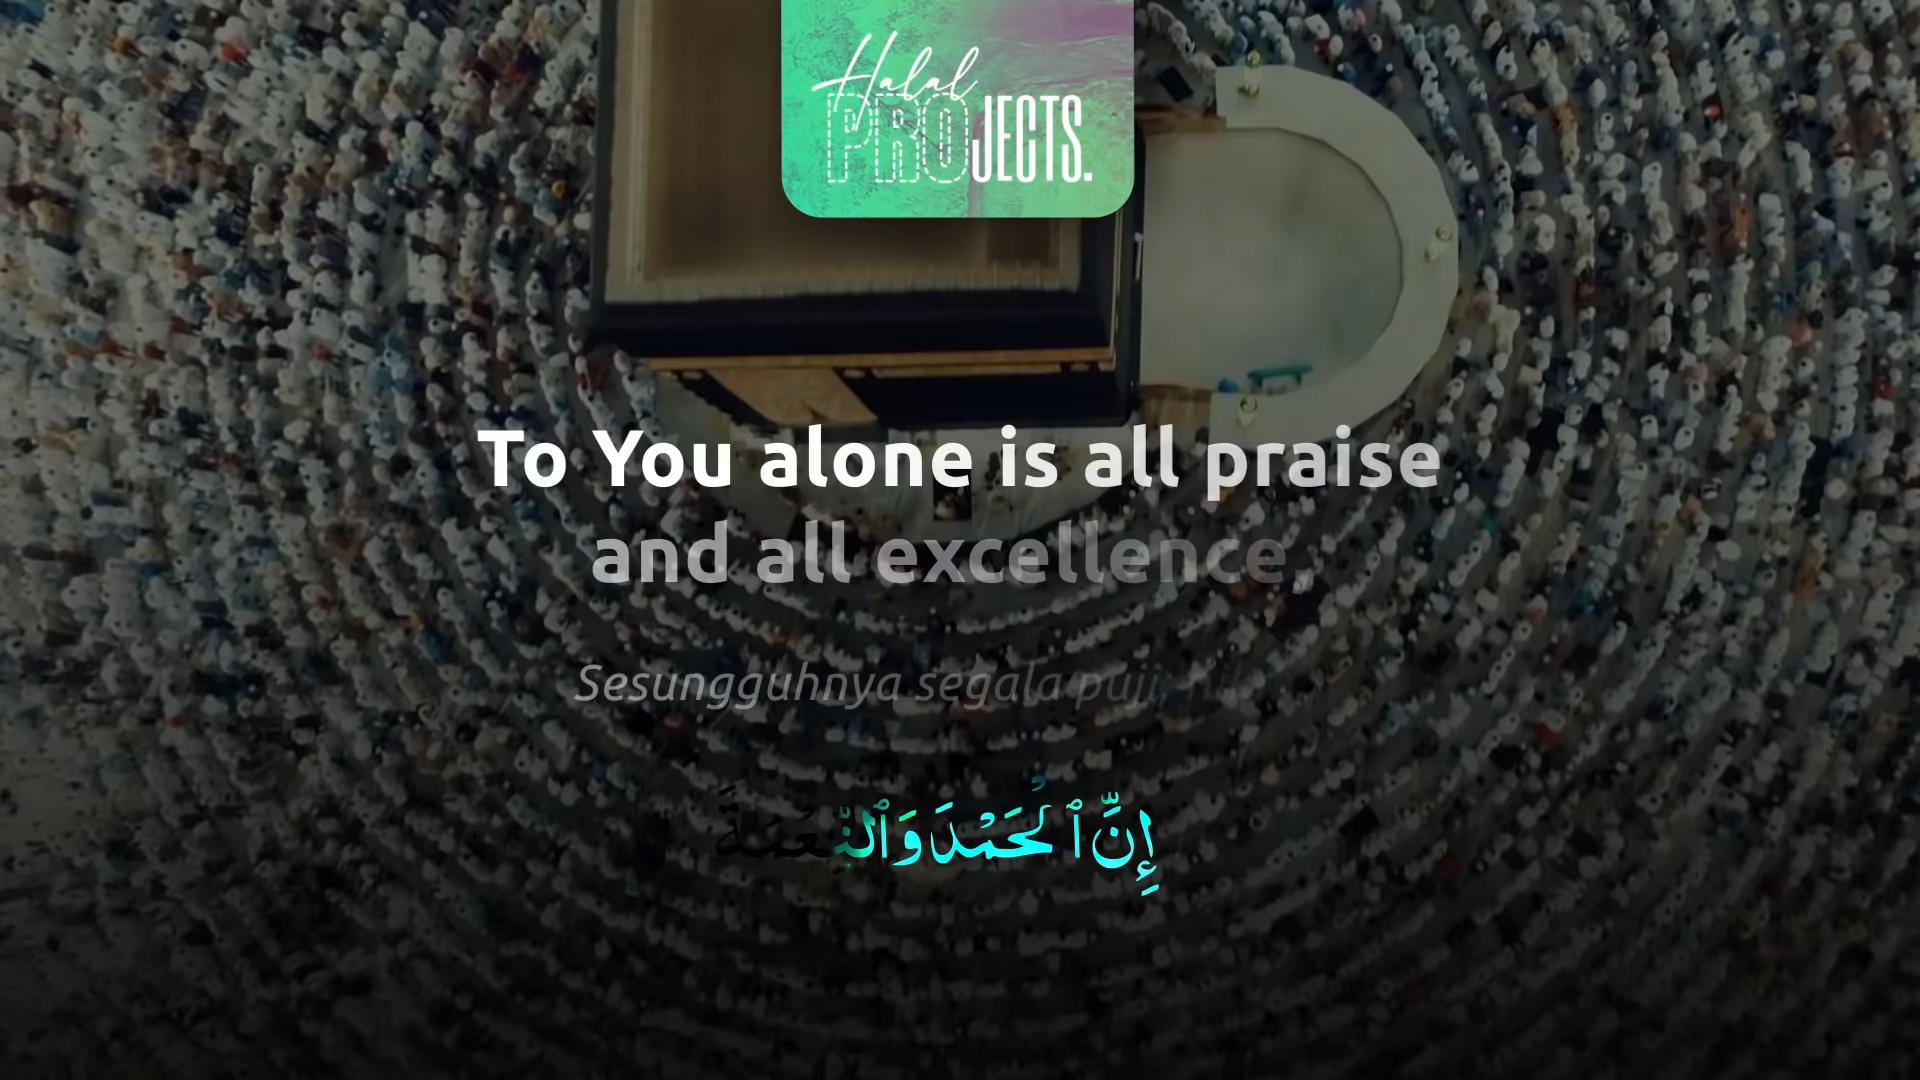 Halal
PROJECTS.
To You alone is all praise
and all excellence,
Sesungguhnya segala puji
إِنَّ ٱلْحَمْدَ وَٱلنِّعْمَةَ